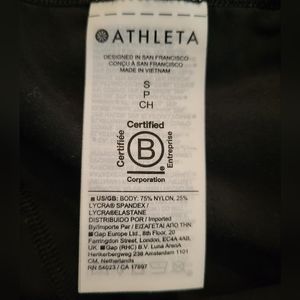 ATHLETA
DESIGNED IN SAN FRANCISCO
CONÇU À SAN FRANCISCO
MADE IN VIETNAM
S
P
CH
Certified
Certifiée
B
Entreprise
Corporation
US/GB: BODY: 75% NYLON, 25%
LYCRA® SPANDEX /
LYCRA®ELASTANE
DISTRIBUIDO POR / Imported
By/Importe Par / ΕΙΣΑΓΕΤΑΙ ΑΠΟ ΤΗΝ
Gap Europe Ltd., 8th Floor, 20
Farringdon Street, London, EC4A 4AB,
UK Gap (RHC) B.V. Luna Arena
Herikerbergweg 238 Amsterdam 1101
CM, Netherlands
RN 54023 / CA 17897